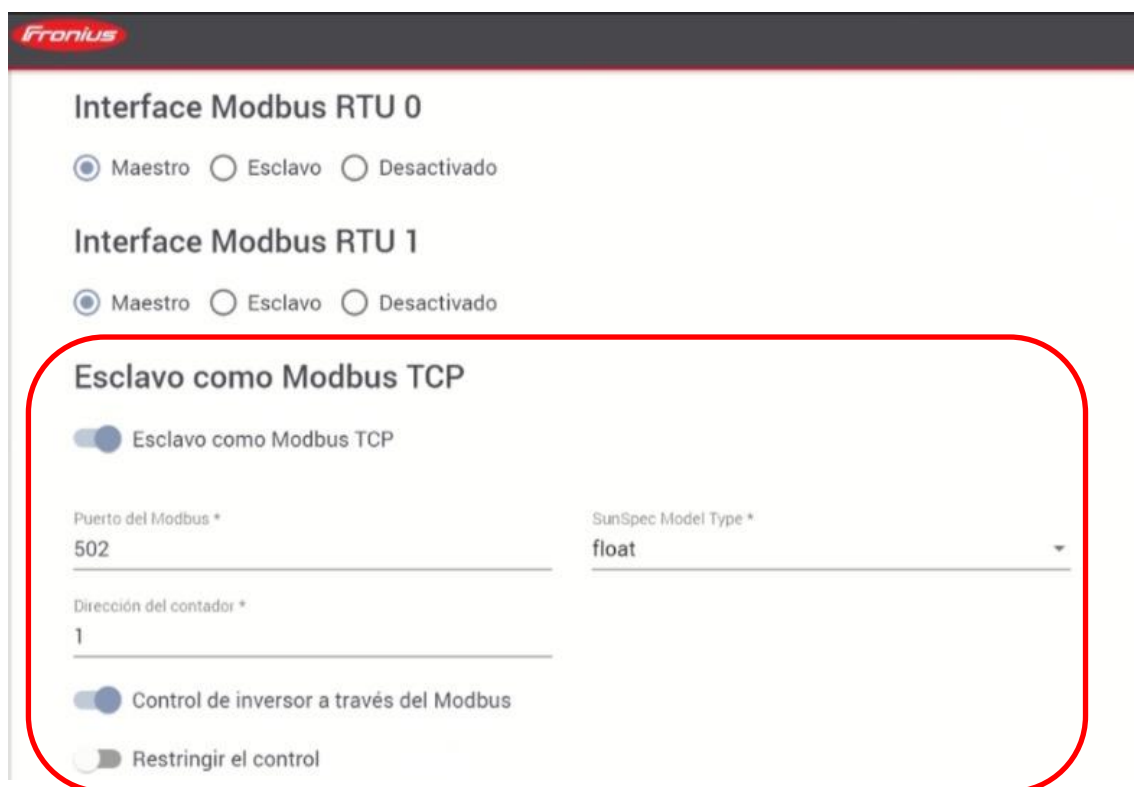 Fronius
Interface Modbus RTU 0
Maestro Esclavo Desactivado
Interface Modbus RTU 1
Maestro Esclavo Desactivado
Esclavo como Modbus TCP
Esclavo como Modbus TCP
Puerto del Modbus * SunSpec Model Type *
502 float
Dirección del contador *
1
Control de inversor a través del Modbus
Restringir el control